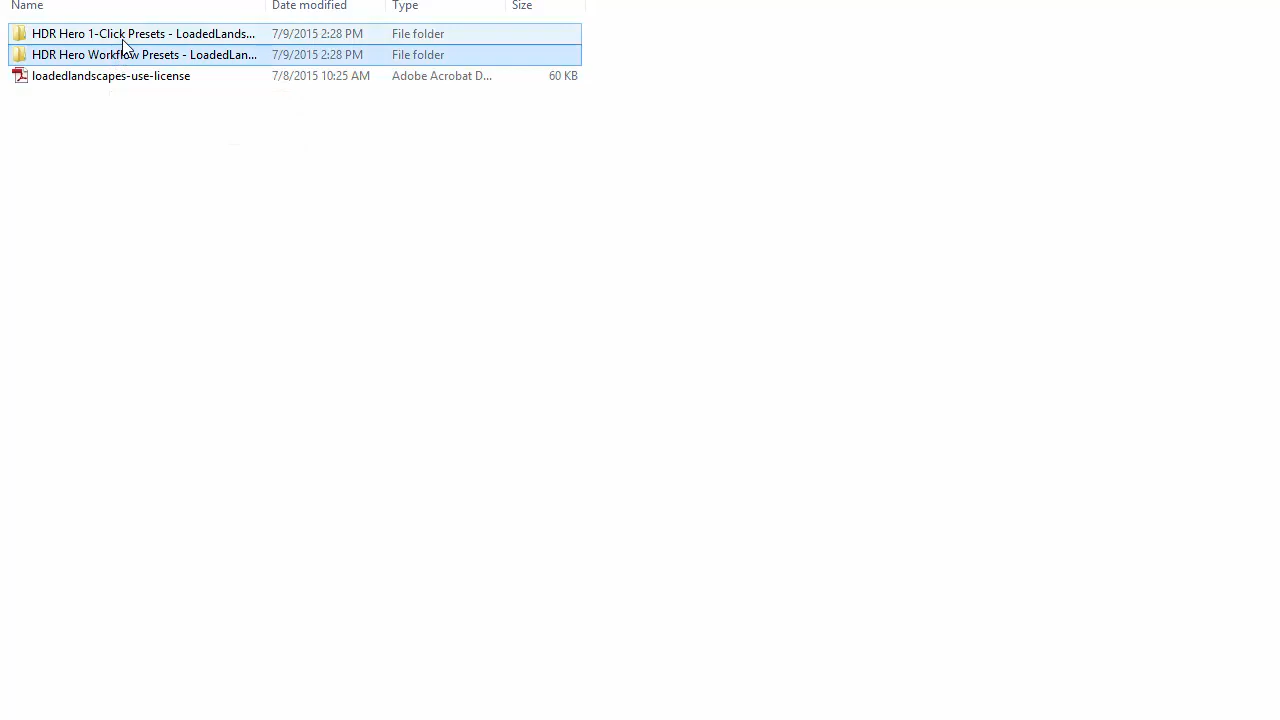 Name Date modified Type Size
HDR Hero 1-Click Presets - LoadedLands... 7/9/2015 2:28 PM File folder
HDR Hero Workflow Presets - LoadedLan... 7/9/2015 2:28 PM File folder
loadedlandscapes-use-license 7/8/2015 10:25 AM Adobe Acrobat D... 60 KB